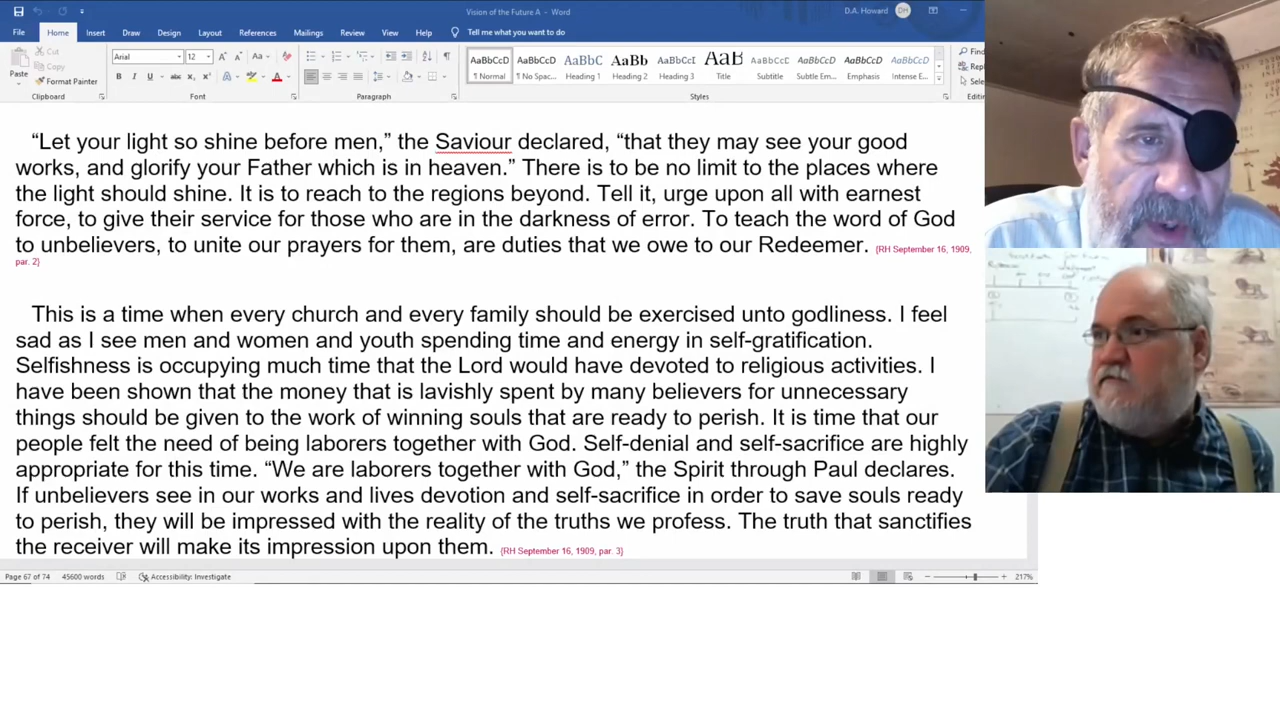 Vision of the Future A - Word
D.A. Howard DH
File Home Insert Draw Design Layout References Mailings Review View Help Tell me what you want to do
Cut
Copy
Format Painter
Paste
Arial 12
Clipboard Font Paragraph Styles
AaBbCcD AaBbCcD AaBbC AaBb AaBbCcD AaB AaBbCcD AaBbCcD AaBbCcD AaBbCcD
¶ Normal ¶ No Spac... Heading 1 Heading 2 Heading 3 Title Subtitle Subtle Em... Emphasis Intense E...
Find
“Let your light so shine before men,” the Saviour declared, “that they may see your good
works, and glorify your Father which is in heaven.” There is to be no limit to the places where
the light should shine. It is to reach to the regions beyond. Tell it, urge upon all with earnest
force, to give their service for those who are in the darkness of error. To teach the word of God
to unbelievers, to unite our prayers for them, are duties that we owe to our Redeemer. {RH September 16, 1909,
par. 2}
This is a time when every church and every family should be exercised unto godliness. I feel
sad as I see men and women and youth spending time and energy in self-gratification.
Selfishness is occupying much time that the Lord would have devoted to religious activities. I
have been shown that the money that is lavishly spent by many believers for unnecessary
things should be given to the work of winning souls that are ready to perish. It is time that our
people felt the need of being laborers together with God. Self-denial and self-sacrifice are highly
appropriate for this time. “We are laborers together with God,” the Spirit through Paul declares.
If unbelievers see in our works and lives devotion and self-sacrifice in order to save souls ready
to perish, they will be impressed with the reality of the truths we profess. The truth that sanctifies
the receiver will make its impression upon them. {RH September 16, 1909, par. 3}
Page 67 of 74 45600 words Accessibility: Investigate 217%